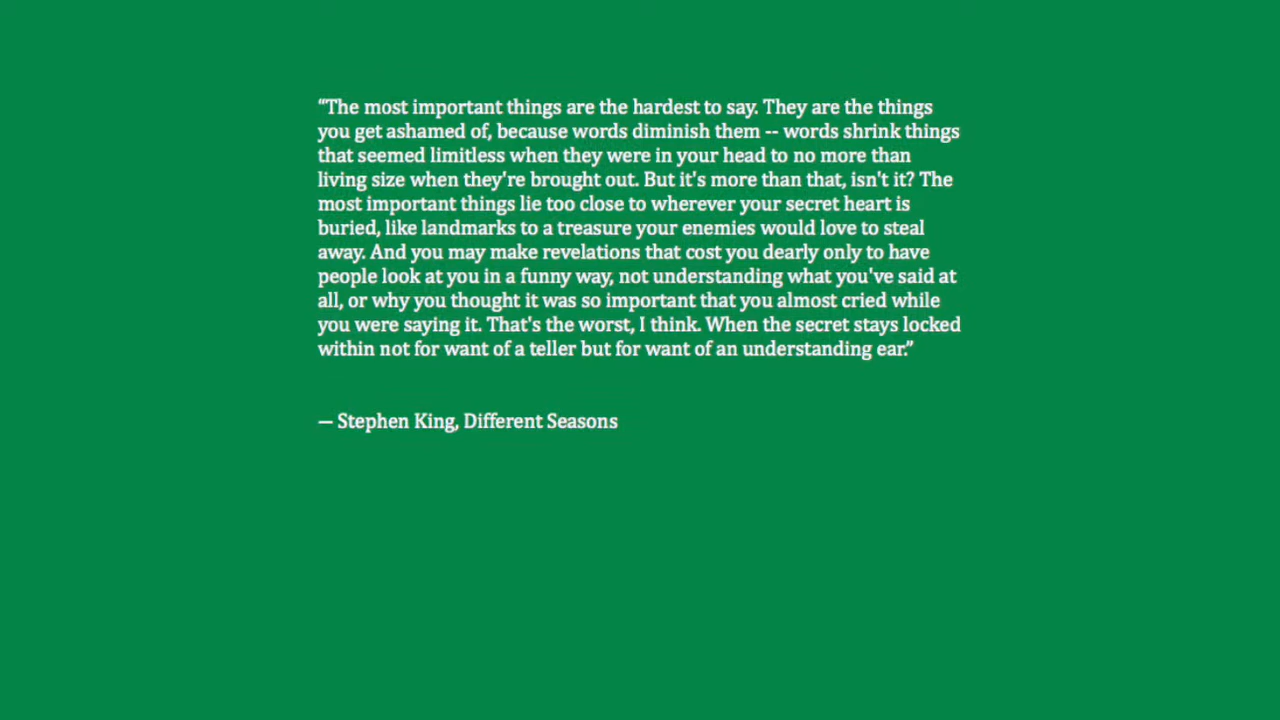 “The most important things are the hardest to say. They are the things
you get ashamed of, because words diminish them -- words shrink things
that seemed limitless when they were in your head to no more than
living size when they're brought out. But it's more than that, isn't it? The
most important things lie too close to wherever your secret heart is
buried, like landmarks to a treasure your enemies would love to steal
away. And you may make revelations that cost you dearly only to have
people look at you in a funny way, not understanding what you've said at
all, or why you thought it was so important that you almost cried while
you were saying it. That's the worst, I think. When the secret stays locked
within not for want of a teller but for want of an understanding ear.”
— Stephen King, Different Seasons